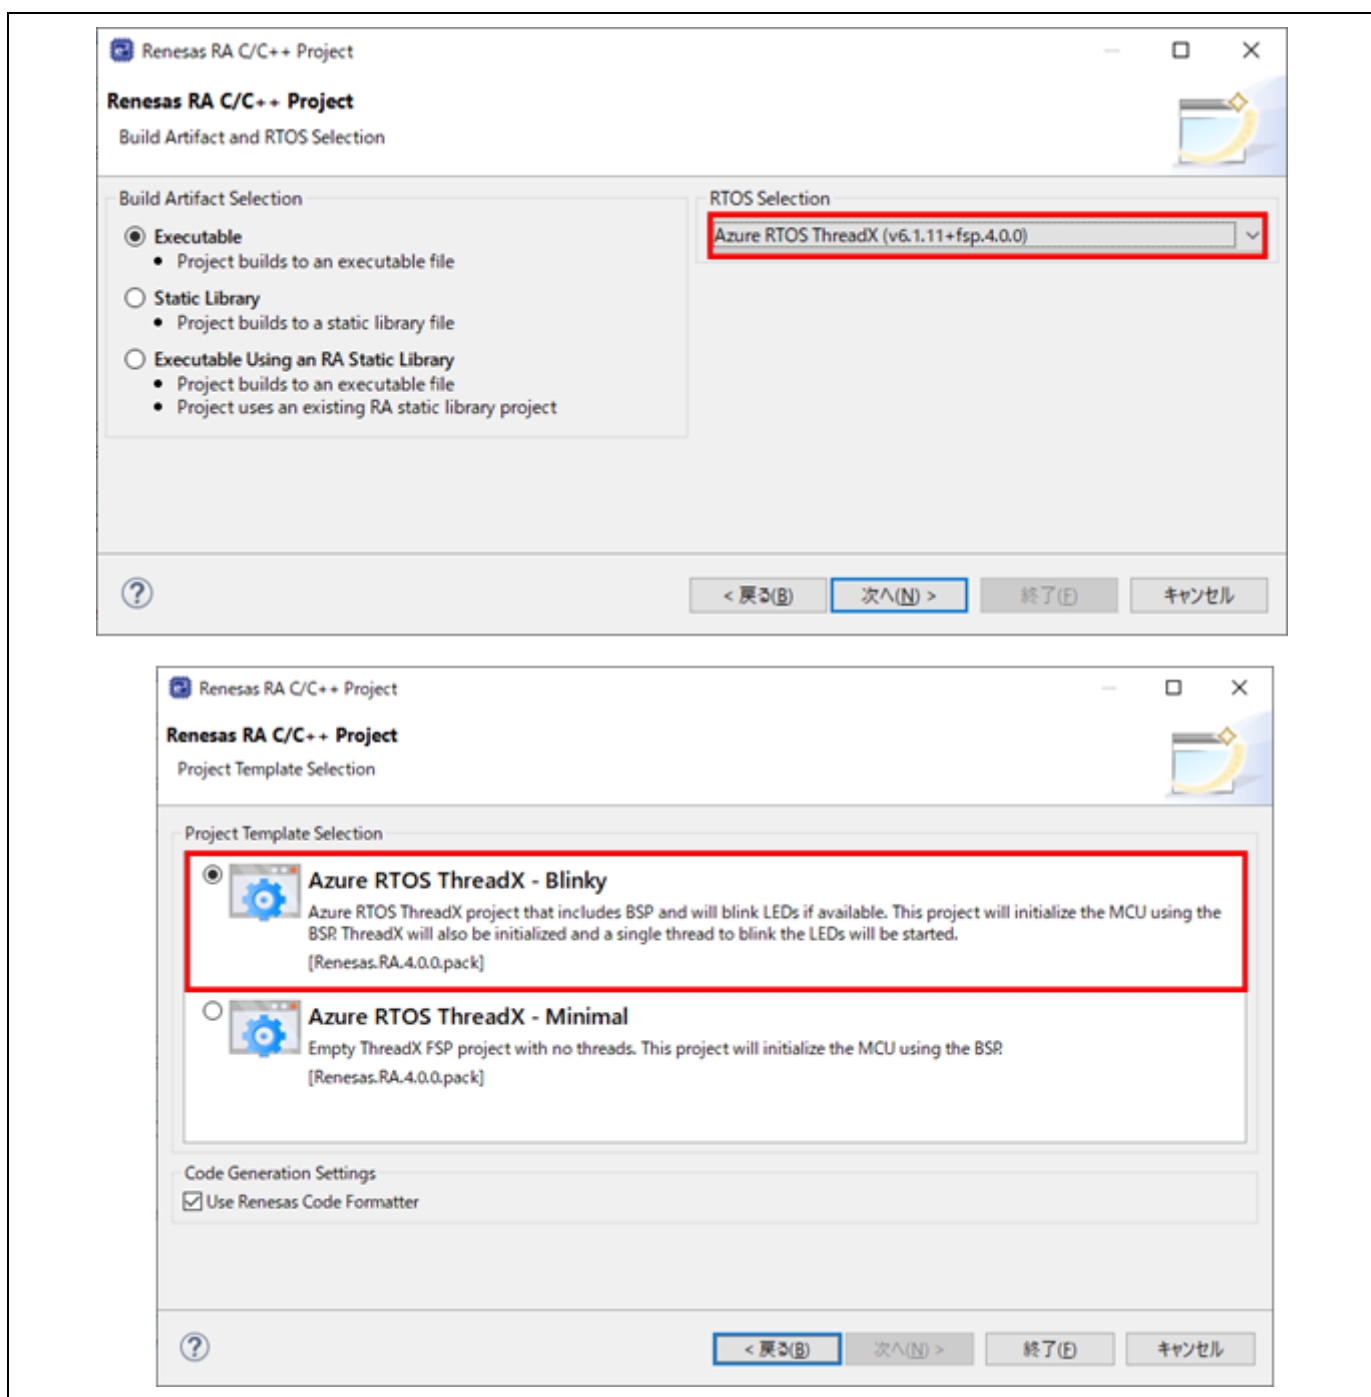 Renesas RA C/C++ Project
Renesas RA C/C++ Project
Build Artifact and RTOS Selection
Build Artifact Selection
Executable
• Project builds to an executable file
Static Library
• Project builds to a static library file
Executable Using an RA Static Library
• Project builds to an executable file
• Project uses an existing RA static library project
RTOS Selection
Azure RTOS ThreadX (v6.1.11+fsp.4.0.0)
< 戻る(B) 次へ(N) > 終了(F) キャンセル
Renesas RA C/C++ Project
Renesas RA C/C++ Project
Project Template Selection
Project Template Selection
Azure RTOS ThreadX - Blinky
Azure RTOS ThreadX project that includes BSP and will blink LEDs if available. This project will initialize the MCU using the
BSP. ThreadX will also be initialized and a single thread to blink the LEDs will be started.
[Renesas.RA.4.0.0.pack]
Azure RTOS ThreadX - Minimal
Empty ThreadX FSP project with no threads. This project will initialize the MCU using the BSP.
[Renesas.RA.4.0.0.pack]
Code Generation Settings
Use Renesas Code Formatter
< 戻る(B) 次へ(N) > 終了(F) キャンセル